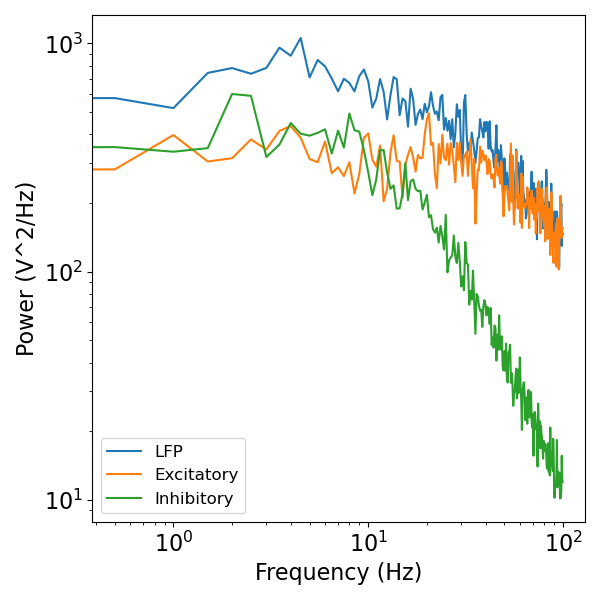 Power (V^2/Hz)
10³
10²
10¹
LFP
Excitatory
Inhibitory
10⁰ 10¹ 10²
Frequency (Hz)